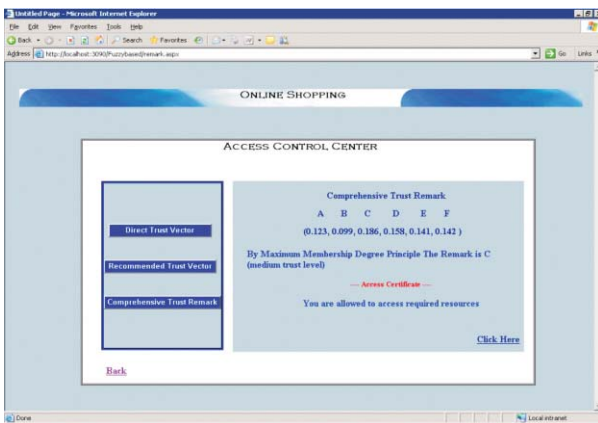 Untitled Page - Microsoft Internet Explorer
File Edit View Favorites Tools Help
Back Search Favorites
Address http://localhost:3090/Fuzzybased/remark.aspx Go Links
ONLINE SHOPPING
ACCESS CONTROL CENTER
Direct Trust Vector
Recommended Trust Vector
Comprehensive Trust Remark
Back
Comprehensive Trust Remark
A B C D E F
(0.123, 0.099, 0.186, 0.158, 0.141, 0.142 )
By Maximum Membership Degree Principle The Remark is C
(medium trust level)
--- Access Certificate ---
You are allowed to access required resources
Click Here
Done Local intranet